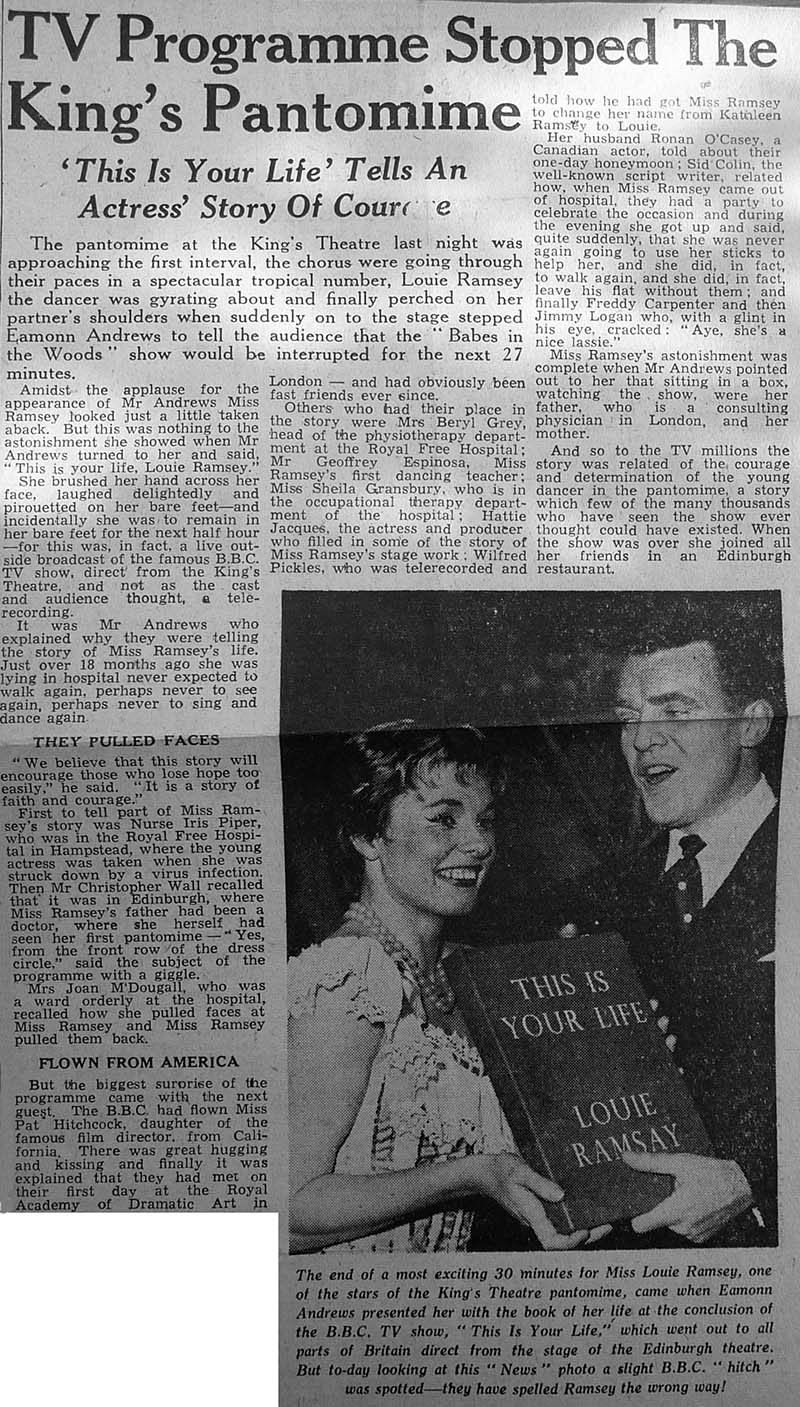 TV Programme Stopped The
King's Pantomime
'This Is Your Life' Tells An
Actress' Story Of
The pantomime at the King's Theatre last night was
approaching the first interval, the chorus were going through
their paces in a spectacular tropical number, Louie Ramsey
the dancer was gyrating about and finally perched on her
partner's shoulders when suddenly on to the stage stepped
Eamonn Andrews to tell the audience that the "Babes in
the Woods" show would be interrupted for the next 27
minutes.
Amidst the applause for the
appearance of Mr Andrews Miss
Ramsey looked just a little taken
aback. But this was nothing to the
astonishment she showed when Mr
Andrews turned to her and said,
"This is your life, Louie Ramsey."
She brushed her hand across her
face, laughed delightedly and
pirouetted on her bare feet—and
incidentally she was to remain in
her bare feet for the next half hour
—for this was, in fact, a live out-
side broadcast of the famous B.B.C.
TV show, direct from the King's
Theatre, and not as the cast
and audience thought, a tele-
recording.
It was Mr Andrews who
explained why they were telling
the story of Miss Ramsey's life.
Just over 18 months ago she was
lying in hospital never expected to
walk again, perhaps never to see
again, perhaps never to sing and
dance again
THEY PULLED FACES
"We believe that this story will
encourage those who lose hope too
easily," he said. "It is a story of
faith and courage."
First to tell part of Miss Ram-
sey's story was Nurse Iris Piper,
who was in the Royal Free Hospi-
tal in Hampstead, where the young
actress was taken when she was
struck down by a virus infection.
Then Mr Christopher Wall recalled
that it was in Edinburgh, where
Miss Ramsey's father had been a
doctor, where she herself had
seen her first pantomime—"Yes,
from the front row of the dress
circle," said the subject of the
programme with a giggle.
Mrs Joan M'Dougall, who was
a ward orderly at the hospital,
recalled how she pulled faces at
Miss Ramsey and Miss Ramsey
pulled them back.
FLOWN FROM AMERICA
But the biggest surprise of the
programme came with the next
guest. The B.B.C. had flown Miss
Pat Hitchcock, daughter of the
famous film director, from Cali-
fornia. There was great hugging
and kissing and finally it was
explained that they had met on
their first day at the Royal
Academy of Dramatic Art in
London — and had obviously been
fast friends ever since.
Others who had their place in
the story were Mrs Beryl Grey,
head of the physiotherapy depart-
ment at the Royal Free Hospital;
Mr Geoffrey Espinosa, Miss
Ramsey's first dancing teacher;
Miss Sheila Gransbury, who is in
the occupational therapy depart-
ment of the hospital; Hattie
Jacques, the actress and producer
who filled in some of the story of
Miss Ramsey's stage work; Wilfred
Pickles, who was telerecorded and
told how he had got Miss Ramsey
to change her name from Kathleen
Ramsey to Louie.
Her husband Ronan O'Casey, a
Canadian actor, told about their
one-day honeymoon; Sid Colin, the
well-known script writer, related
how, when Miss Ramsey came out
of hospital, they had a party to
celebrate the occasion and during
the evening she got up and said,
quite suddenly, that she was never
again going to use her sticks to
help her, and she did, in fact,
to walk again, and she did, in fact,
leave his flat without them; and
finally Freddy Carpenter and then
Jimmy Logan who, with a glint in
his eye, cracked: "Aye, she's a
nice lassie."
Miss Ramsey's astonishment was
complete when Mr Andrews pointed
out to her that sitting in a box,
watching the show, were her
father, who is a consulting
physician in London, and her
mother.
And so to the TV millions the
story was related of the courage
and determination of the young
dancer in the pantomime, a story
which few of the many thousands
who have seen the show ever
thought could have existed. When
the show was over she joined all
her friends in an Edinburgh
restaurant.
THIS IS
YOUR LIFE
LOUIE
RAMSAY
The end of a most exciting 30 minutes for Miss Louie Ramsey, one
of the stars of the King's Theatre pantomime, came when Eamonn
Andrews presented her with the book of her life at the conclusion of
the B.B.C. TV show, "This Is Your Life," which went out to all
parts of Britain direct from the stage of the Edinburgh theatre.
But to-day looking at this "News" photo a slight B.B.C. "hitch"
was spotted—they have spelled Ramsey the wrong way!